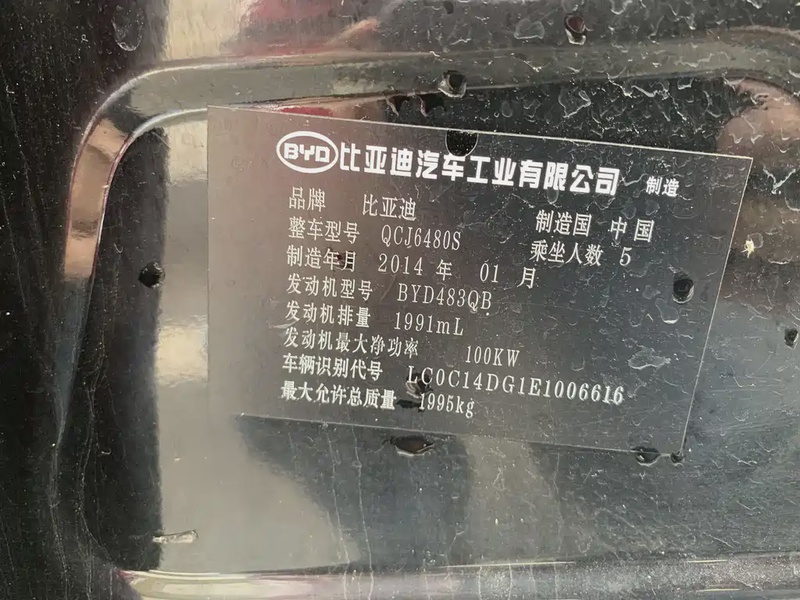 BYD 比亚迪汽车工业有限公司 制造
品牌 比亚迪 制造国 中国
整车型号 QCJ6480S 乘坐人数 5
制造年月 2014 年 01 月
发动机型号 BYD483QB
发动机排量 1991mL
发动机最大净功率 100KW
车辆识别代号 LC0C14DG1E1006616
最大允许总质量 1995kg